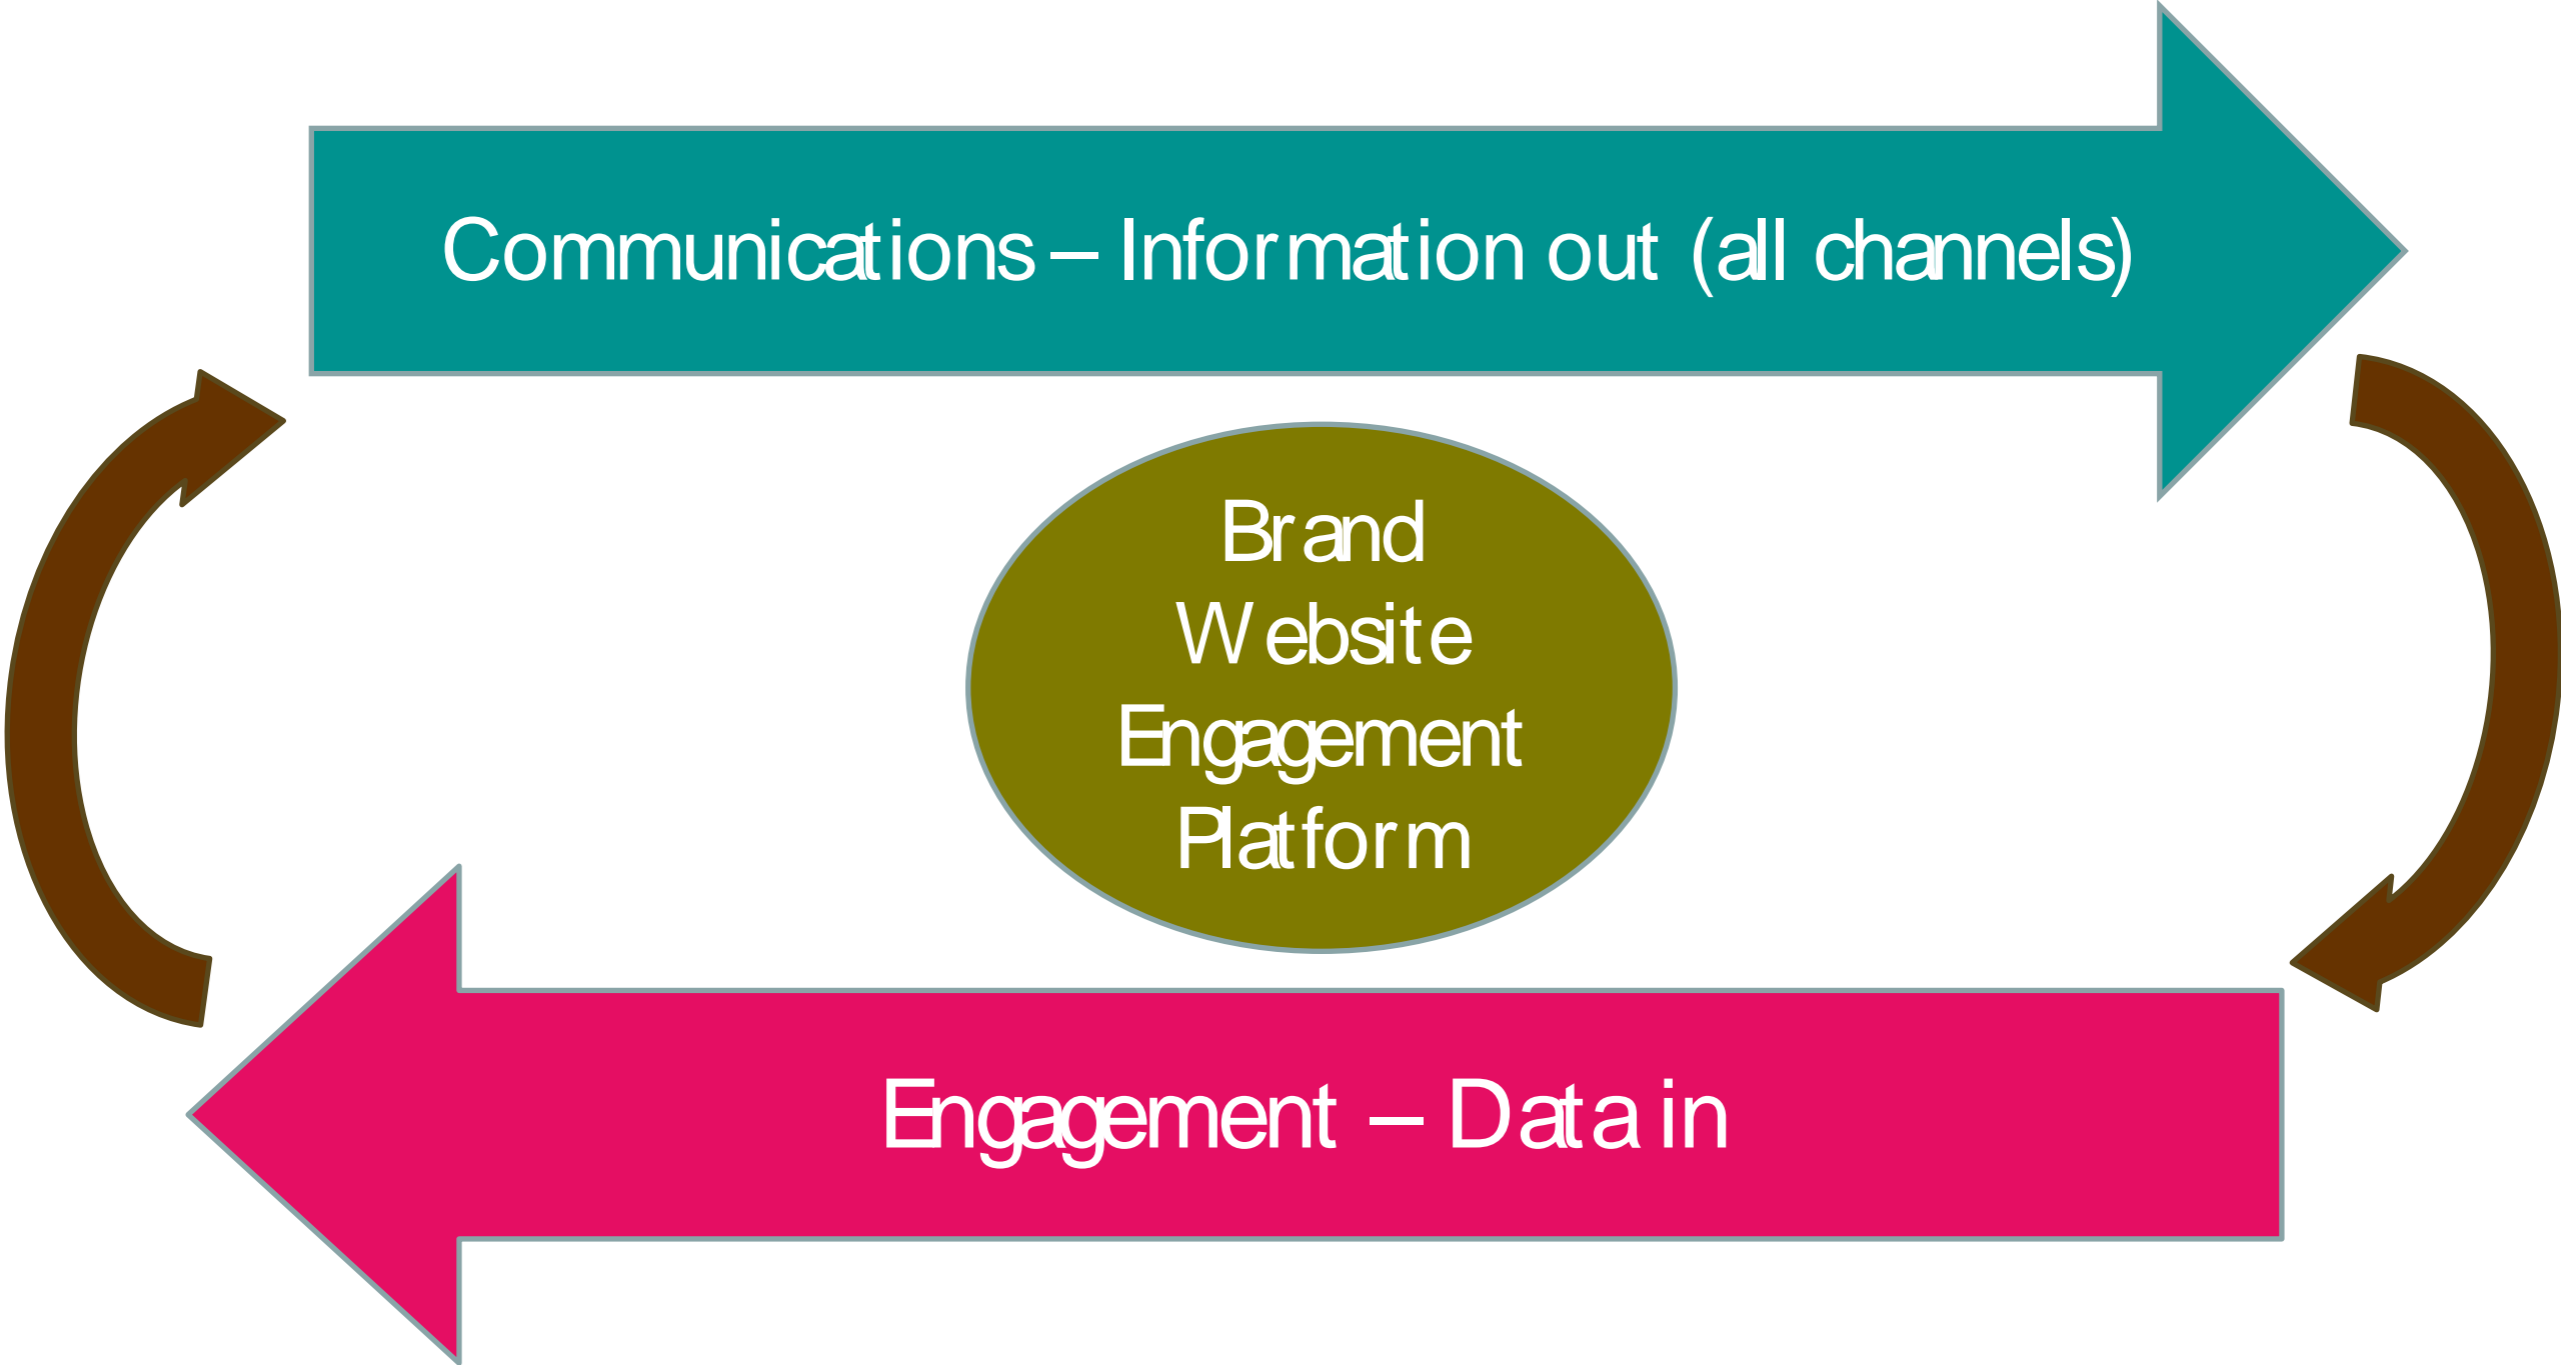 Communications – Information out (all channels)
Brand
Website
Engagement
Platform
Engagement – Data in